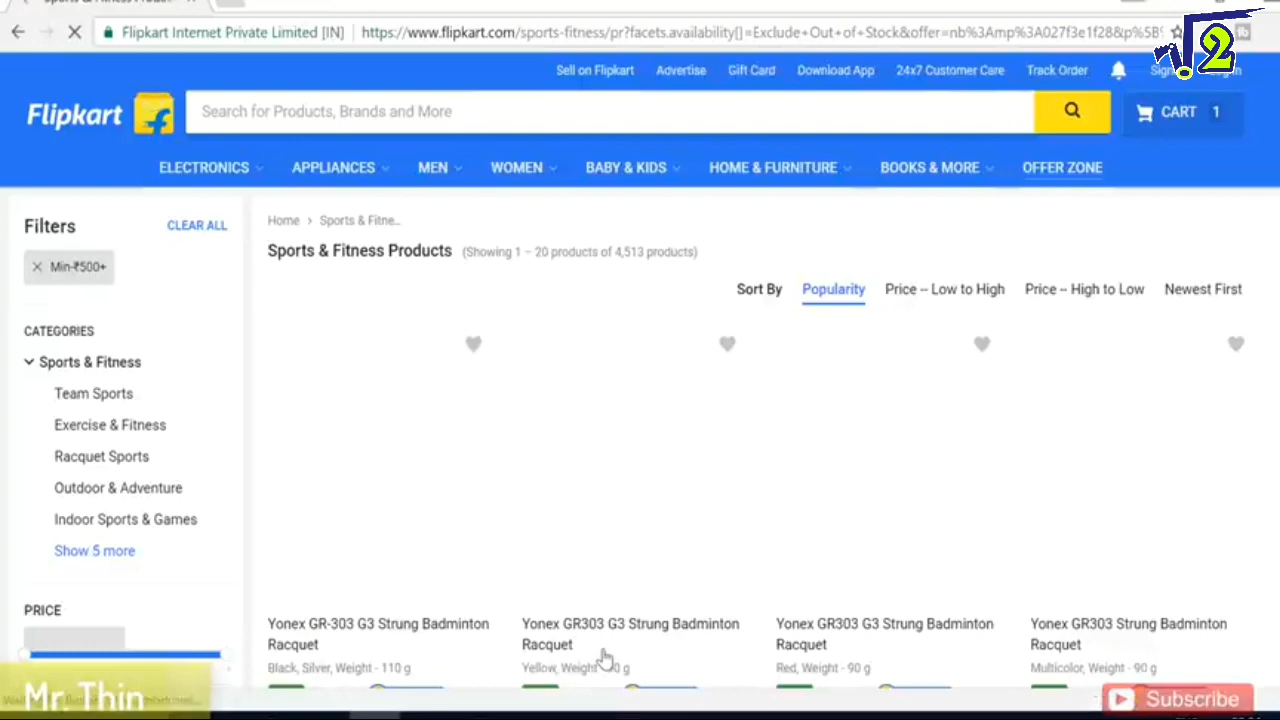 Sports & Fitness Produ
Flipkart Internet Private Limited [IN]
https://www.flipkart.com/sports-fitness/pr?facets.availability[]=Exclude+Out+of+Stock&offer=nb%3Amp%3A027f3e1f28&p%5B
√2
Sell on Flipkart
Advertise
Gift Card
Download App
24x7 Customer Care
Track Order
Flipkart
Search for Products, Brands and More
CART 1
ELECTRONICS
APPLIANCES
MEN
WOMEN
BABY & KIDS
HOME & FURNITURE
BOOKS & MORE
OFFER ZONE
Filters
CLEAR ALL
Min-₹500+
CATEGORIES
Sports & Fitness
Team Sports
Exercise & Fitness
Racquet Sports
Outdoor & Adventure
Indoor Sports & Games
Show 5 more
PRICE
Home > Sports & Fitne...
Sports & Fitness Products (Showing 1 – 20 products of 4,513 products)
Sort By
Popularity
Price -- Low to High
Price -- High to Low
Newest First
Yonex GR-303 G3 Strung Badminton
Racquet
Black, Silver, Weight - 110 g
Yonex GR303 G3 Strung Badminton
Racquet
Yellow, Weight g
Yonex GR303 G3 Strung Badminton
Racquet
Red, Weight - 90 g
Yonex GR303 G3 Strung Badminton
Racquet
Multicolor, Weight - 90 g
Mr. Thin
Subscribe